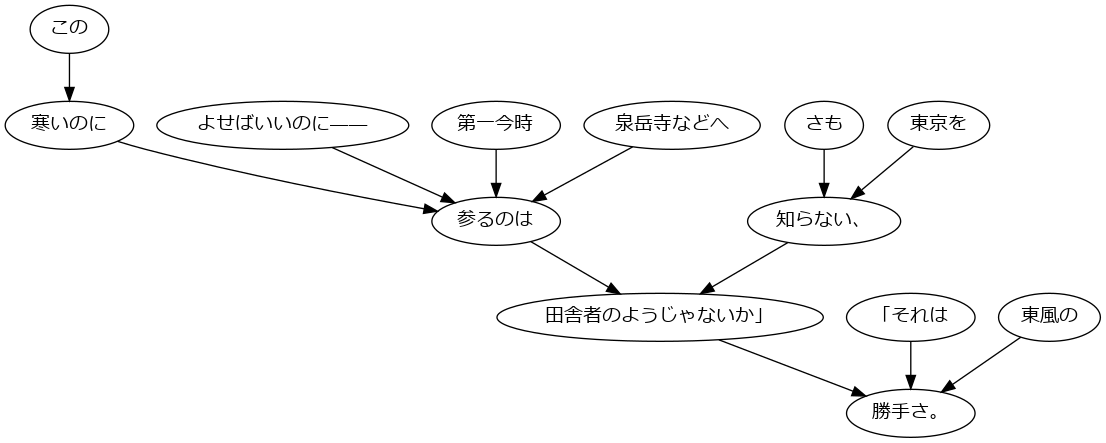 この
寒いのに
よせばいいのに――
第一今時
泉岳寺などへ
さも
東京を
参るのは
知らない、
田舎者のようじゃないか」
「それは
東風の
勝手さ。